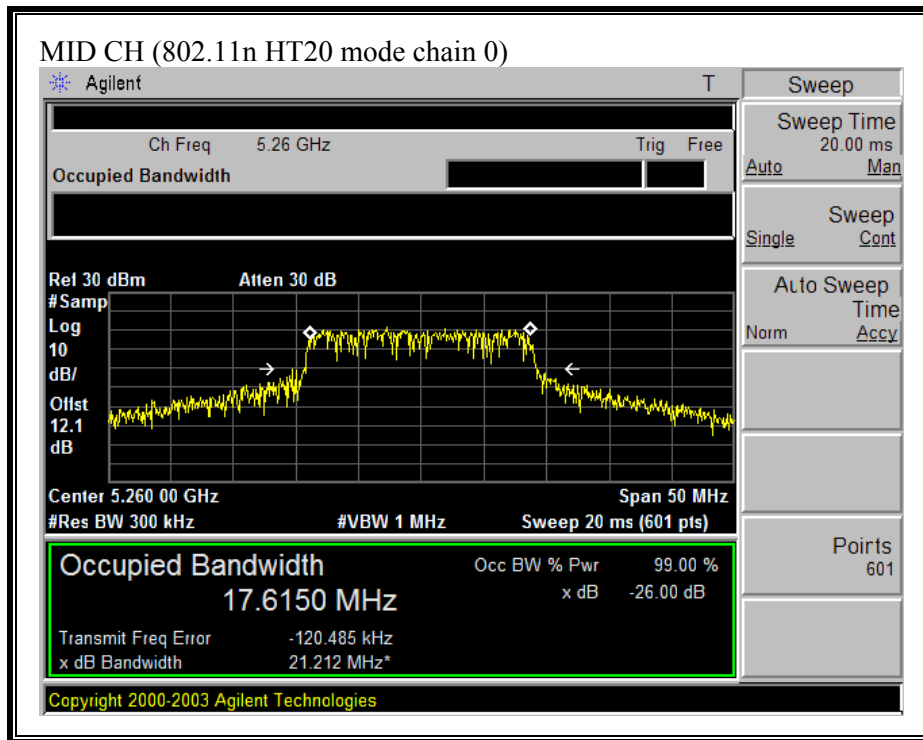 MID CH (802.11n HT20 mode chain 0)
Agilent T
Ch Freq 5.26 GHz Trig Free
Occupied Bandwidth
Ref 30 dBm Atten 30 dB
#Samp
Log
10
dB/
Offst
12.1
dB
Center 5.260 00 GHz Span 50 MHz
#Res BW 300 kHz #VBW 1 MHz Sweep 20 ms (601 pts)
Occupied Bandwidth Occ BW % Pwr 99.00 %
17.6150 MHz x dB -26.00 dB
Transmit Freq Error -120.485 kHz
x dB Bandwidth 21.212 MHz*
Copyright 2000-2003 Agilent Technologies
Sweep
Sweep Time
20.00 ms
Auto Man
Sweep
Single Cont
Auto Sweep
Time
Norm Accy
Points
601